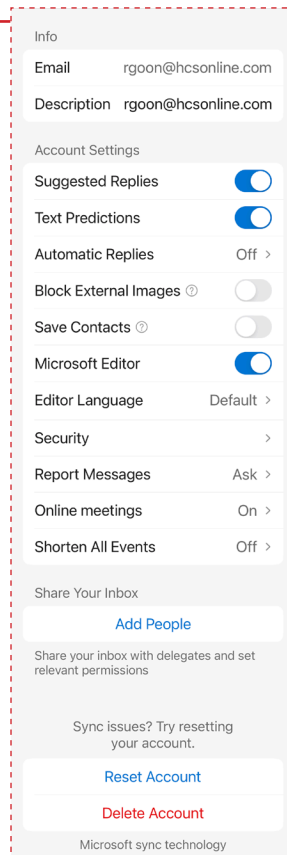 Info
Email rgoon@hcsonline.com
Description rgoon@hcsonline.com
Account Settings
Suggested Replies
Text Predictions
Automatic Replies Off >
Block External Images ?
Save Contacts ?
Microsoft Editor
Editor Language Default >
Security >
Report Messages Ask >
Online meetings On >
Shorten All Events Off >
Share Your Inbox
Add People
Share your inbox with delegates and set
relevant permissions
Sync issues? Try resetting
your account.
Reset Account
Delete Account
Microsoft sync technology